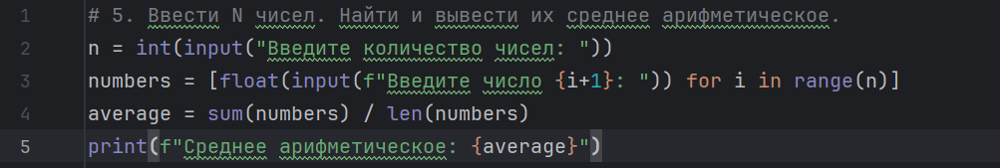 1 # 5. Ввести N чисел. Найти и вывести их среднее арифметическое.
2 n = int(input("Введите количество чисел: "))
3 numbers = [float(input(f"Введите число {i+1}: ")) for i in range(n)]
4 average = sum(numbers) / len(numbers)
5 print(f"Среднее арифметическое: {average}")